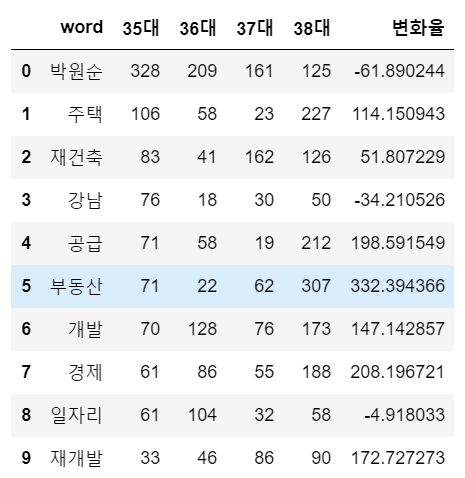 word 35대 36대 37대 38대 변화율
0 박원순 328 209 161 125 -61.890244
1 주택 106 58 23 227 114.150943
2 재건축 83 41 162 126 51.807229
3 강남 76 18 30 50 -34.210526
4 공급 71 58 19 212 198.591549
5 부동산 71 22 62 307 332.394366
6 개발 70 128 76 173 147.142857
7 경제 61 86 55 188 208.196721
8 일자리 61 104 32 58 -4.918033
9 재개발 33 46 86 90 172.727273